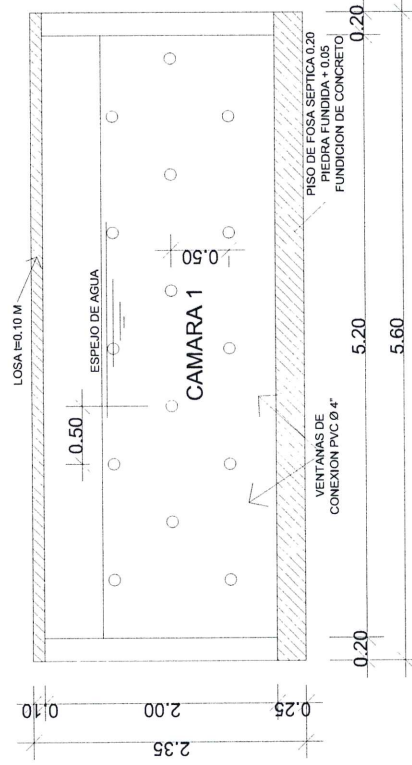 LOSA t=0.10 M
ESPEJO DE AGUA
0.50
0.50
CAMARA 1
PISO DE FOSA SEPTICA 0.20
PIEDRA FUNDIDA + 0.05
FUNDICION DE CONCRETO
VENTANAS DE
CONEXION PVC Ø 4"
0.10
2.00
0.25
2.35
0.20
5.20
0.20
5.60